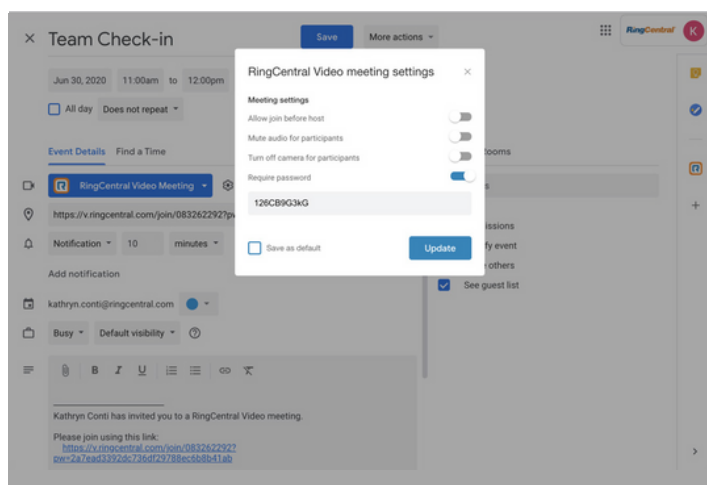 Team Check-in
Save
More actions
RingCentral
K
Jun 30, 2020 11:00am to 12:00pm
All day Does not repeat
Event Details Find a Time
RingCentral Video Meeting
https://v.ringcentral.com/join/083262292?p
Notification 10 minutes
Add notification
kathryn.conti@ringcentral.com
Busy Default visibility
B I U
Kathryn Conti has invited you to a RingCentral Video meeting.
Please join using this link:
https://v.ringcentral.com/join/083262292?
pw=2a7ead3392dc736df29788ec6b8b41ab
RingCentral Video meeting settings
Meeting settings
Allow join before host
Mute audio for participants
Turn off camera for participants
Require password
126CB9G3kG
Save as default
Update
ooms
issions
fy event
others
See guest list